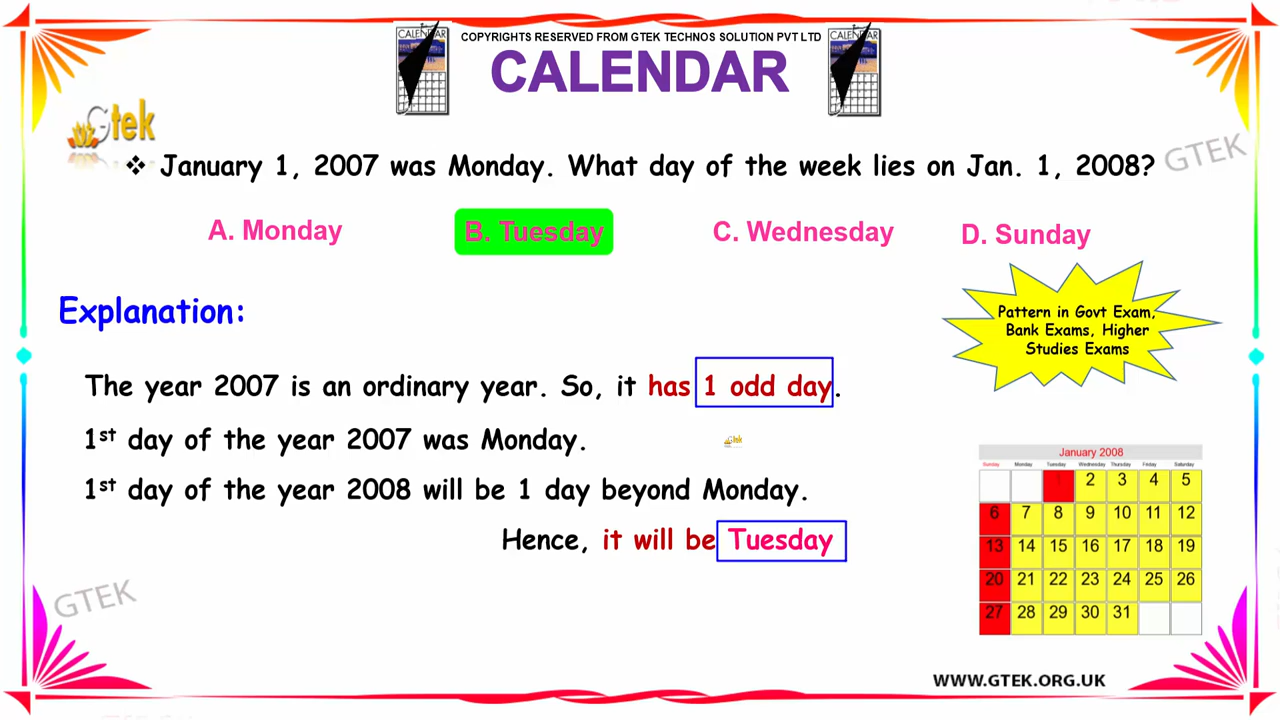 CALENDAR
CALENDAR
COPYRIGHTS RESERVED FROM GTEK TECHNOS SOLUTION PVT LTD
CALENDAR
Gtek
❖ January 1, 2007 was Monday. What day of the week lies on Jan. 1, 2008?
GTEK
A. Monday B. Tuesday C. Wednesday D. Sunday
Explanation:
Pattern in Govt Exam,
Bank Exams, Higher
Studies Exams
The year 2007 is an ordinary year. So, it has 1 odd day.
1st day of the year 2007 was Monday.
Gtek
1st day of the year 2008 will be 1 day beyond Monday.
Hence, it will be Tuesday
January 2008
Sunday Monday Tuesday Wednesday Thursday Friday Saturday
1 2 3 4 5
6 7 8 9 10 11 12
13 14 15 16 17 18 19
20 21 22 23 24 25 26
27 28 29 30 31
GTEK
WWW.GTEK.ORG.UK